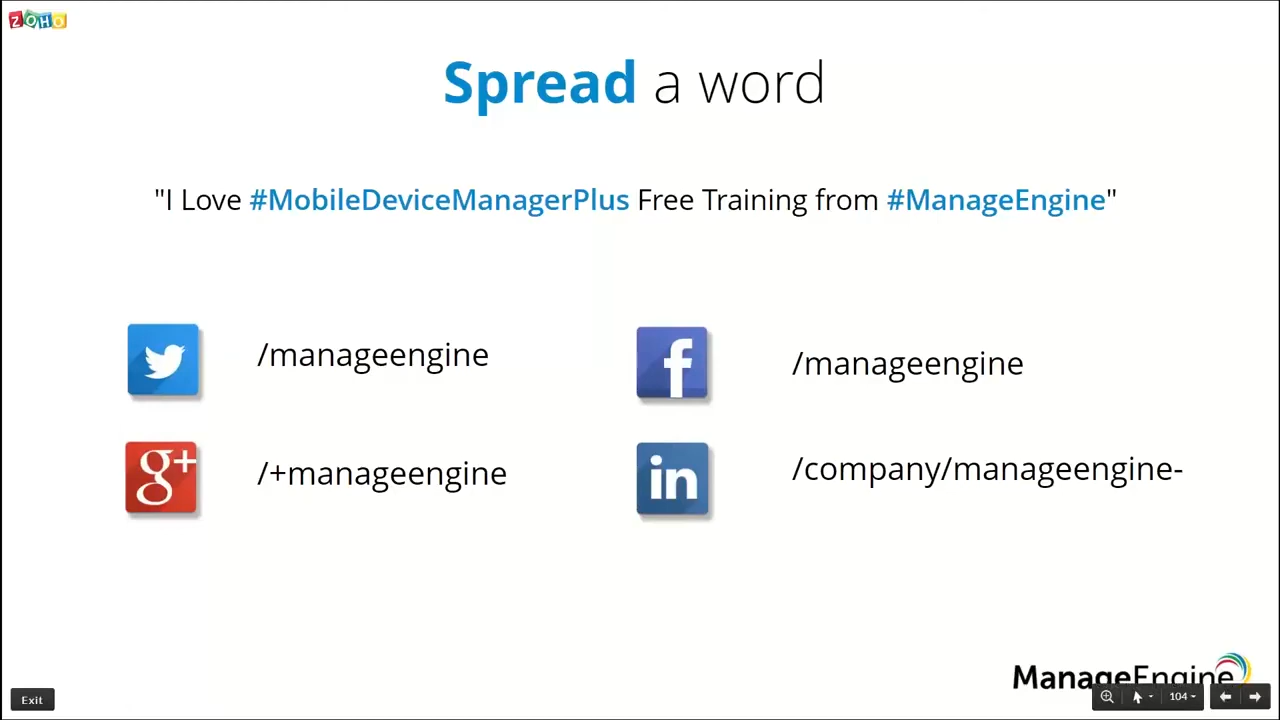 ZOHO
Spread a word
"I Love #MobileDeviceManagerPlus Free Training from #ManageEngine"
/manageengine
/manageengine
/+manageengine
/company/manageengine-
ManageEngine
Exit
104